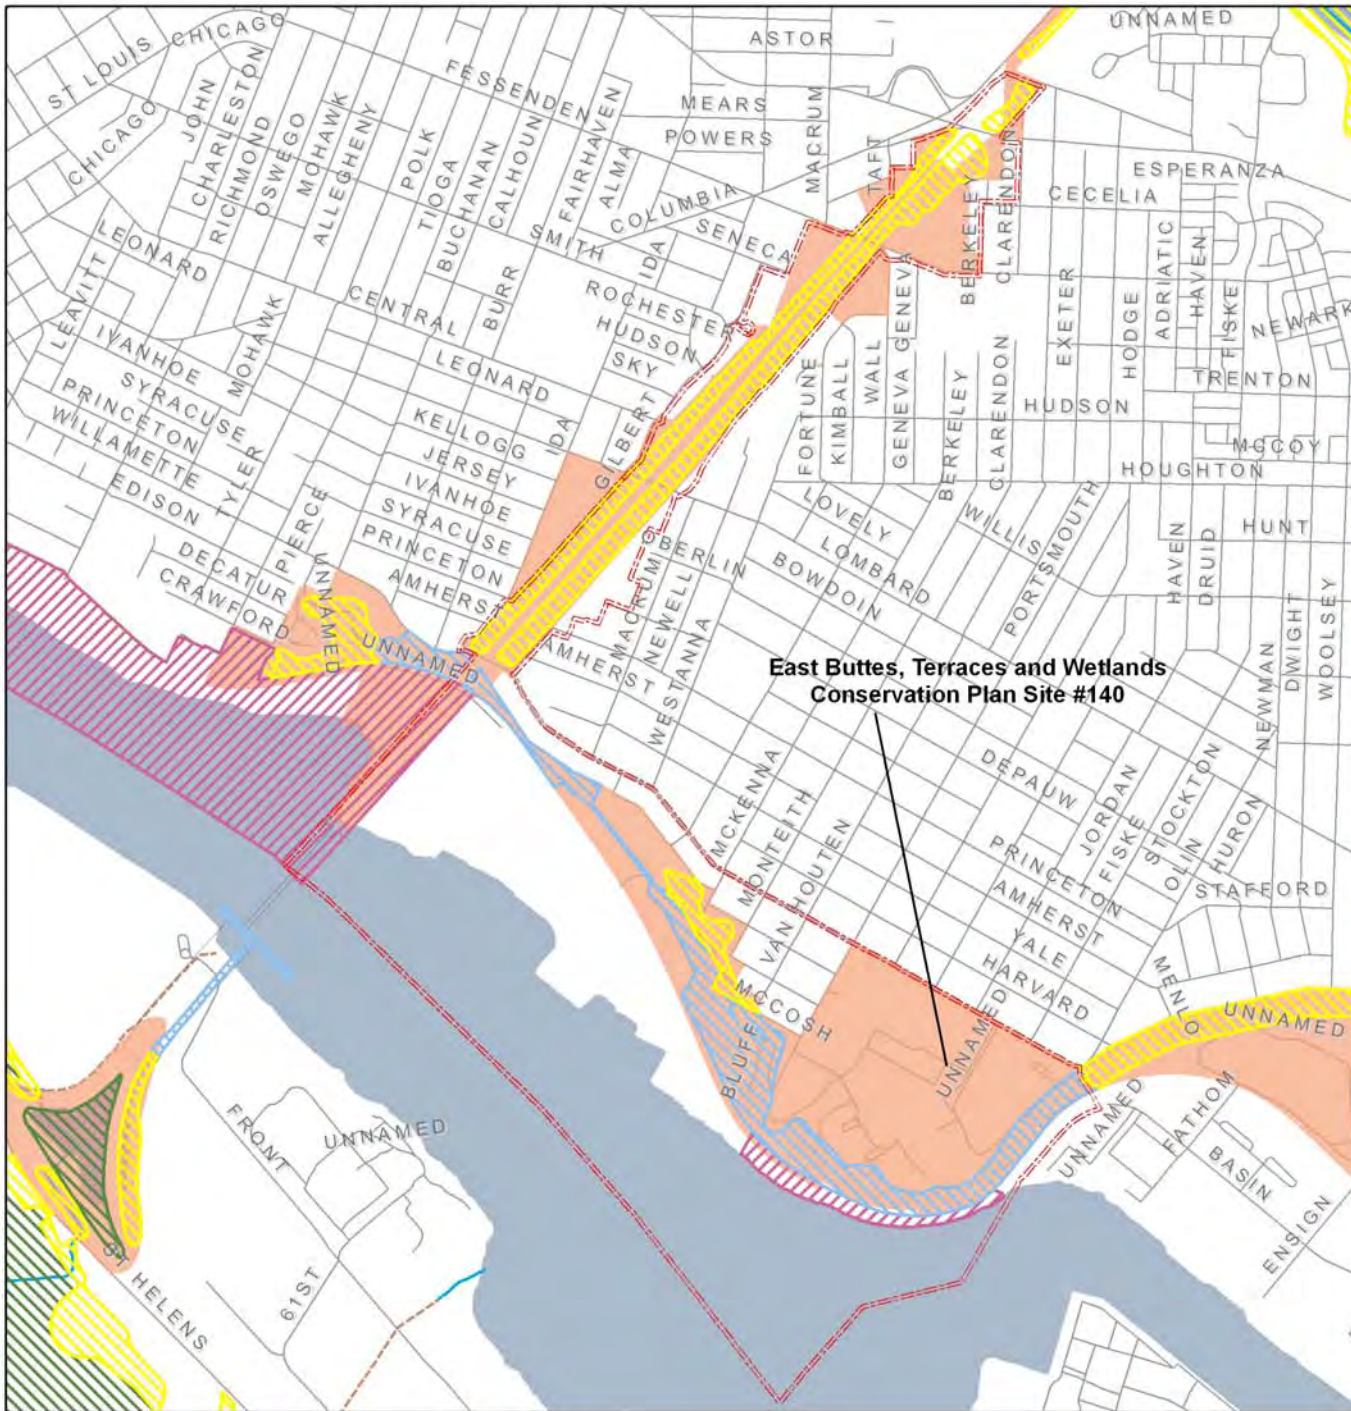 UNNAMED
ASTOR
CHICAGO
ST LOUIS
FESSENDEN
MEARS
POWERS
MACRUM
TAFT
CHICAGO
JOHN
CHARLESTON
RICHMOND
OSWEGO
MOHAWK
ALLEGHENY
POLK
TIOGA
BUCHANAN
CALHOUN
FAIRHAVEN
ALMA
COLUMBIA
SENECA
SMITH
IDA
BERKELEY
CLARENDON
ESPERANZA
CECELIA
LEONARD
LEAVITT
CENTRAL
BURR
ROCHESTER
HUDSON
SKY
GENEVA
BERKELEY
CLARENDON
EXETER
HODGE
ADRIATIC
HAVEN
FISKE
NEWARK
IVANHOE
SYRACUSE
PRINCETON
WILLAMETTE
EDISON
MOHAWK
TYLER
PIERCE
LEONARD
KELLOGG
JERSEY
IVANHOE
SYRACUSE
PRINCETON
AMHERST
IDA
GILBERT
FORTUNE
KIMBALL
WALL
GENEVA
BERKELEY
CLARENDON
TRENTON
HUDSON
MCCOY
HOUGHTON
DECATUR
CRAWFORD
UNNAMED
UNNAMED
OBERLIN
MACRUM
NEWELL
WESTANNA
AMHERST
LOVELY
LOMBARD
BOWDOIN
WILLIS
PORTSMOUTH
HAVEN
DRUID
HUNT
DWIGHT
WOOLSEY
NEWMAN
East Buttes, Terraces and Wetlands
Conservation Plan Site #140
MCKENNA
MONTEITH
VAN HOUTEN
DEPAUW
JORDAN
FISKE
STOCKTON
OLIN
HURON
PRINCETON
AMHERST
YALE
HARVARD
STAFFORD
MENLO
MCCOSH
BLUFF
UNNAMED
UNNAMED
UNNAMED
FATHOM
BASIN
ENSIGN
FRONT
UNNAMED
61ST
ST HELENS